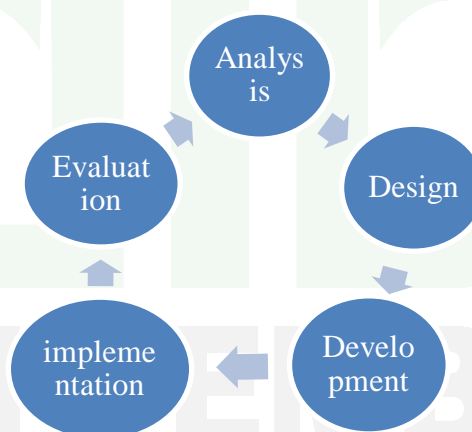 Analys
is
Design
Develo
pment
impleme
ntation
Evaluat
ion